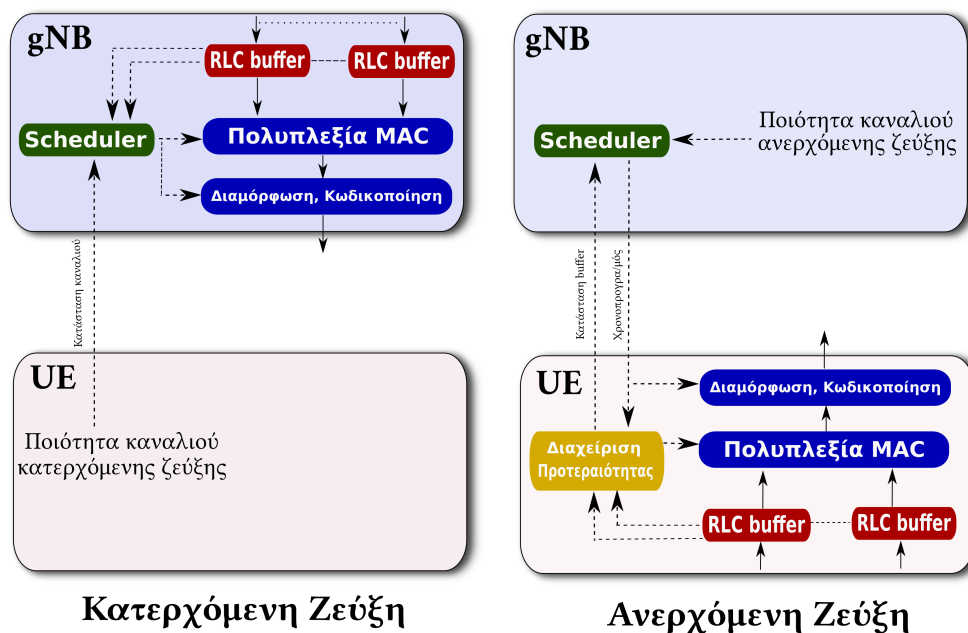 gNB
RLC buffer
RLC buffer
Scheduler
Πολυπλεξία MAC
Διαμόρφωση, Κωδικοποίηση
Κατάσταση καναλιού
UE
Ποιότητα καναλιού
κατερχόμενης ζεύξης
Κατερχόμενη Ζεύξη
gNB
Scheduler
Ποιότητα καναλιού
ανερχόμενης ζεύξης
Κατάσταση buffer
Χρονοπρογρα/μός
UE
Διαμόρφωση, Κωδικοποίηση
Διαχείριση
Προτεραιότητας
Πολυπλεξία MAC
RLC buffer
RLC buffer
Ανερχόμενη Ζεύξη